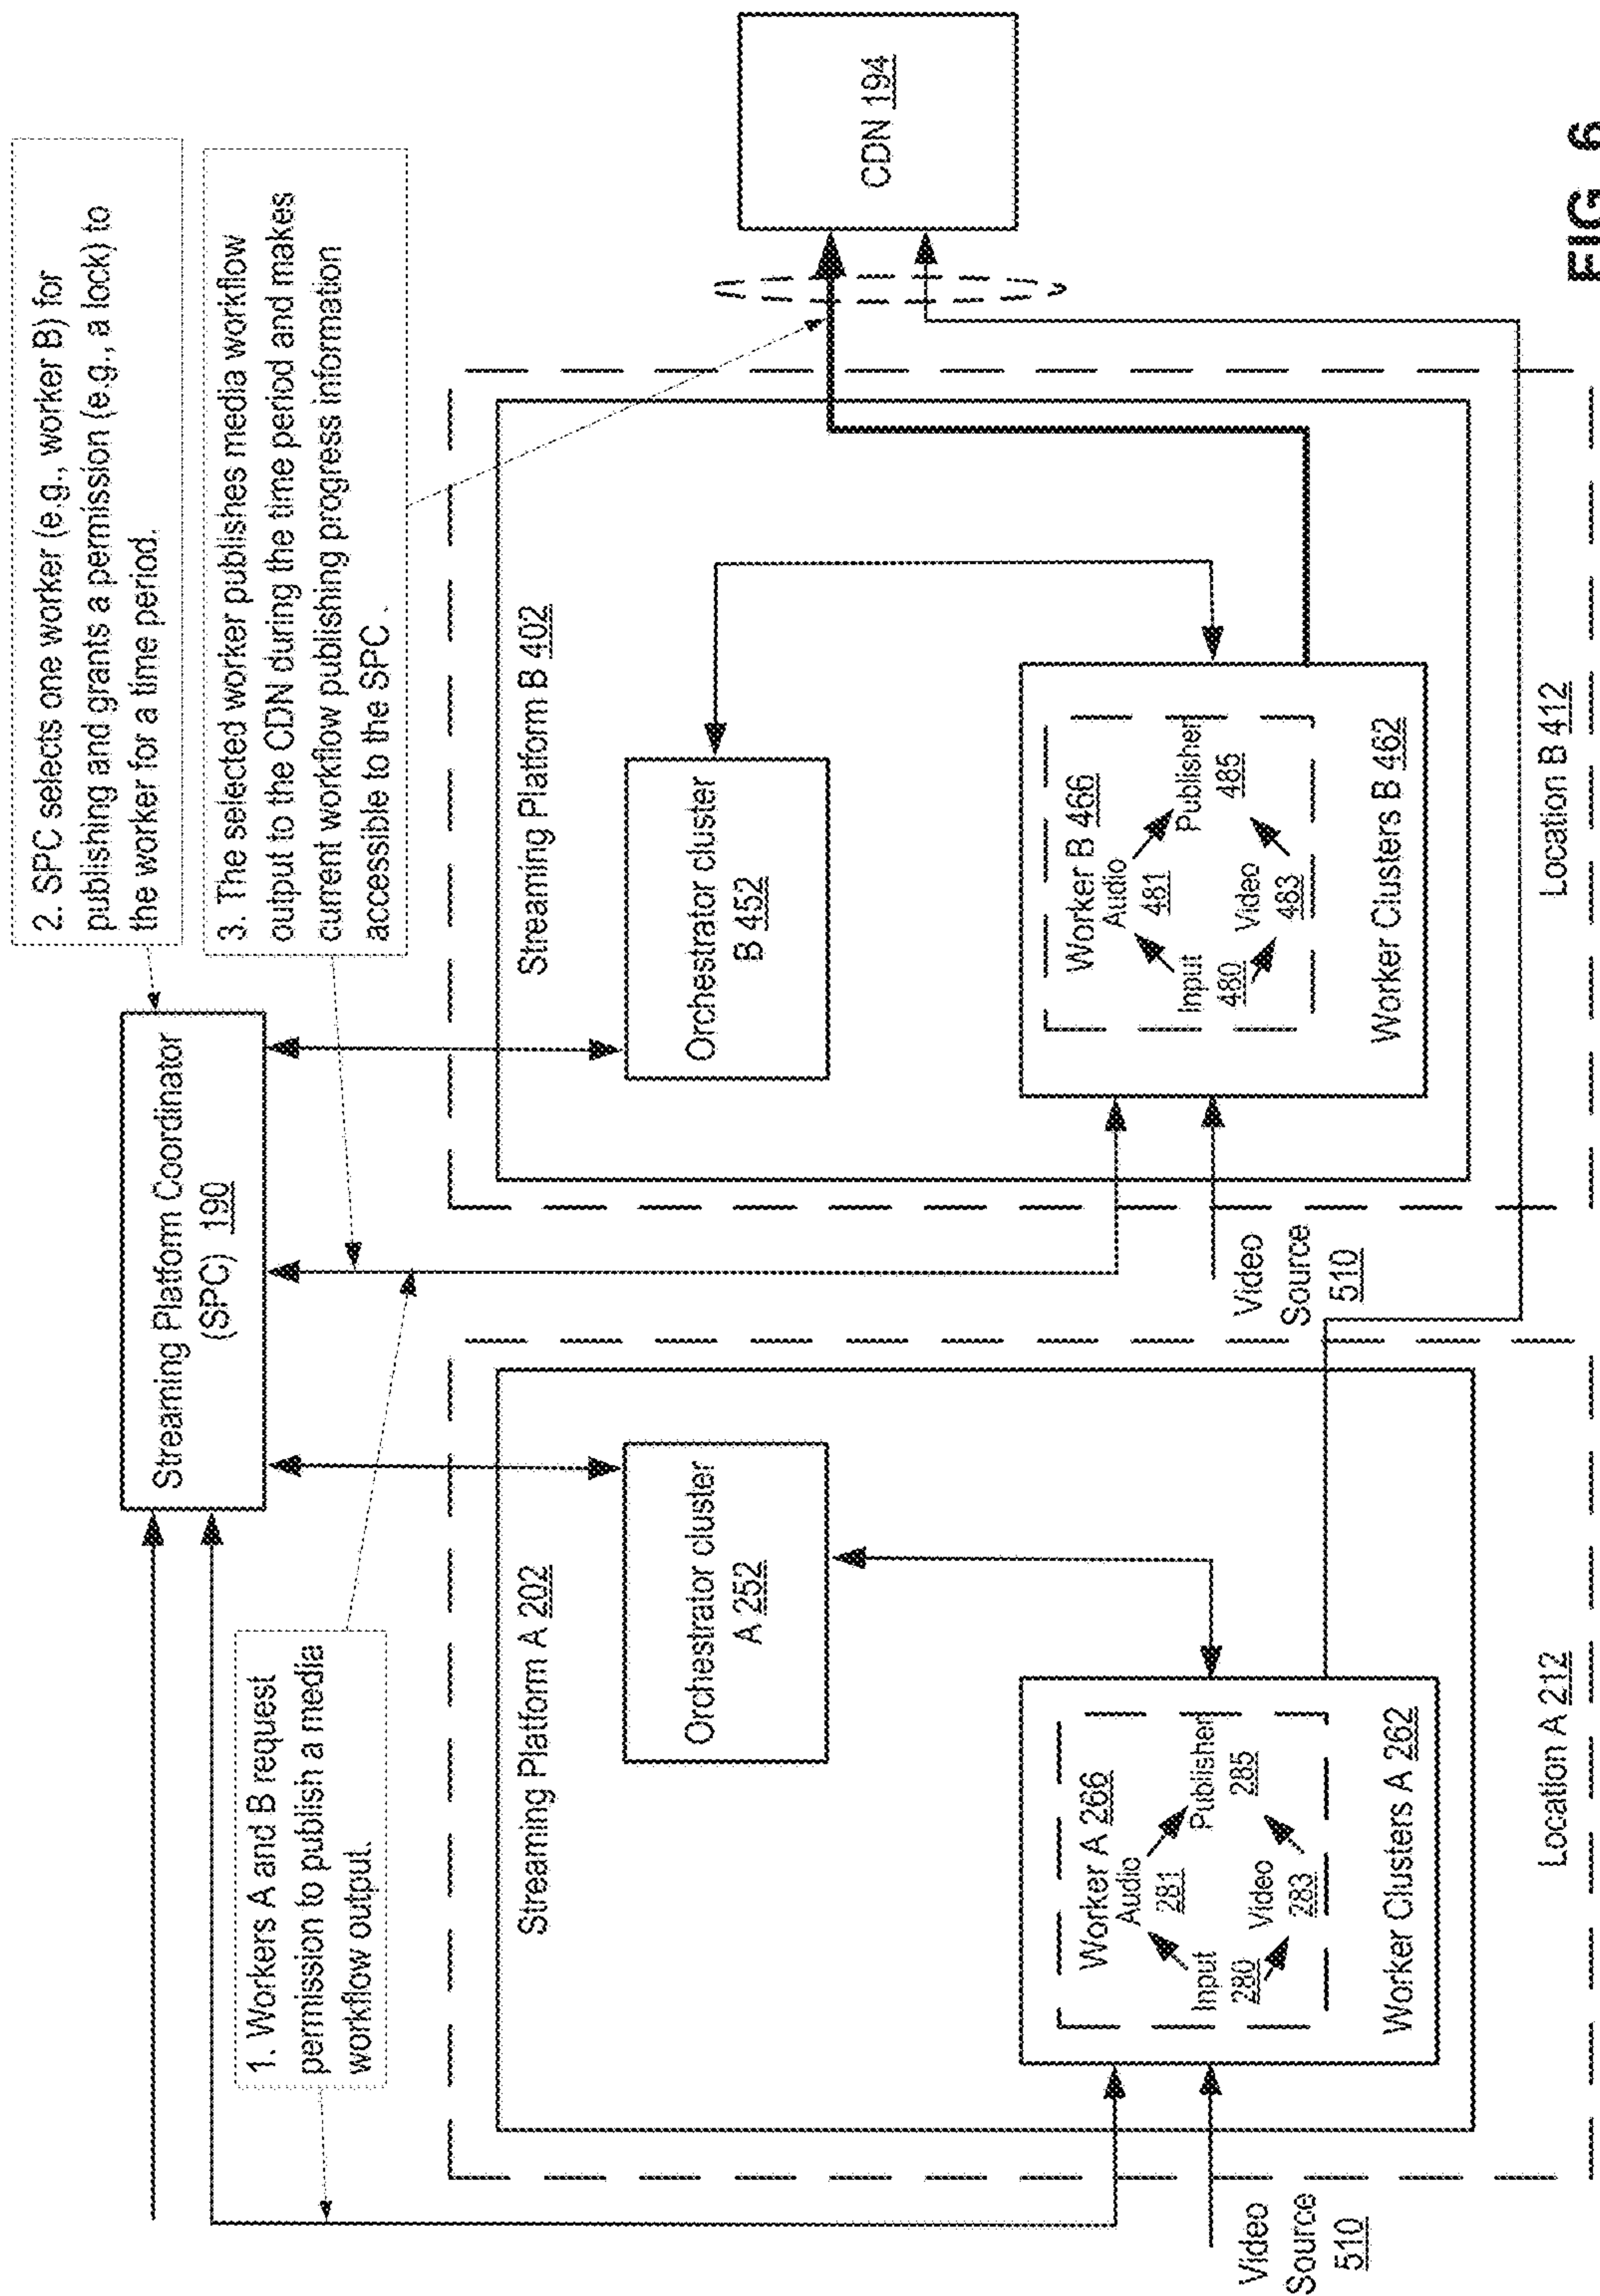 2. SPC selects one worker (e.g., worker B) for
publishing and grants a permission (e.g., a lock) to
the worker for a time period.
3. The selected worker publishes media workflow
output to the CDN during the time period and makes
current workflow publishing progress information
accessible to the SPC .
1. Workers A and B request
permission to publish a media
workflow output.
Streaming Platform Coordinator
(SPC) 190
Streaming Platform A 202
Orchestrator cluster
A 252
Worker A 266
Audio
281
Input
280
Publisher
285
Video
283
Worker Clusters A 262
Location A 212
Video
Source
510
Streaming Platform B 402
Orchestrator cluster
B 452
Worker B 466
Audio
481
Input
480
Publisher
485
Video
483
Worker Clusters B 462
Location B 412
Video
Source
510
CDN 194
FIG. 6